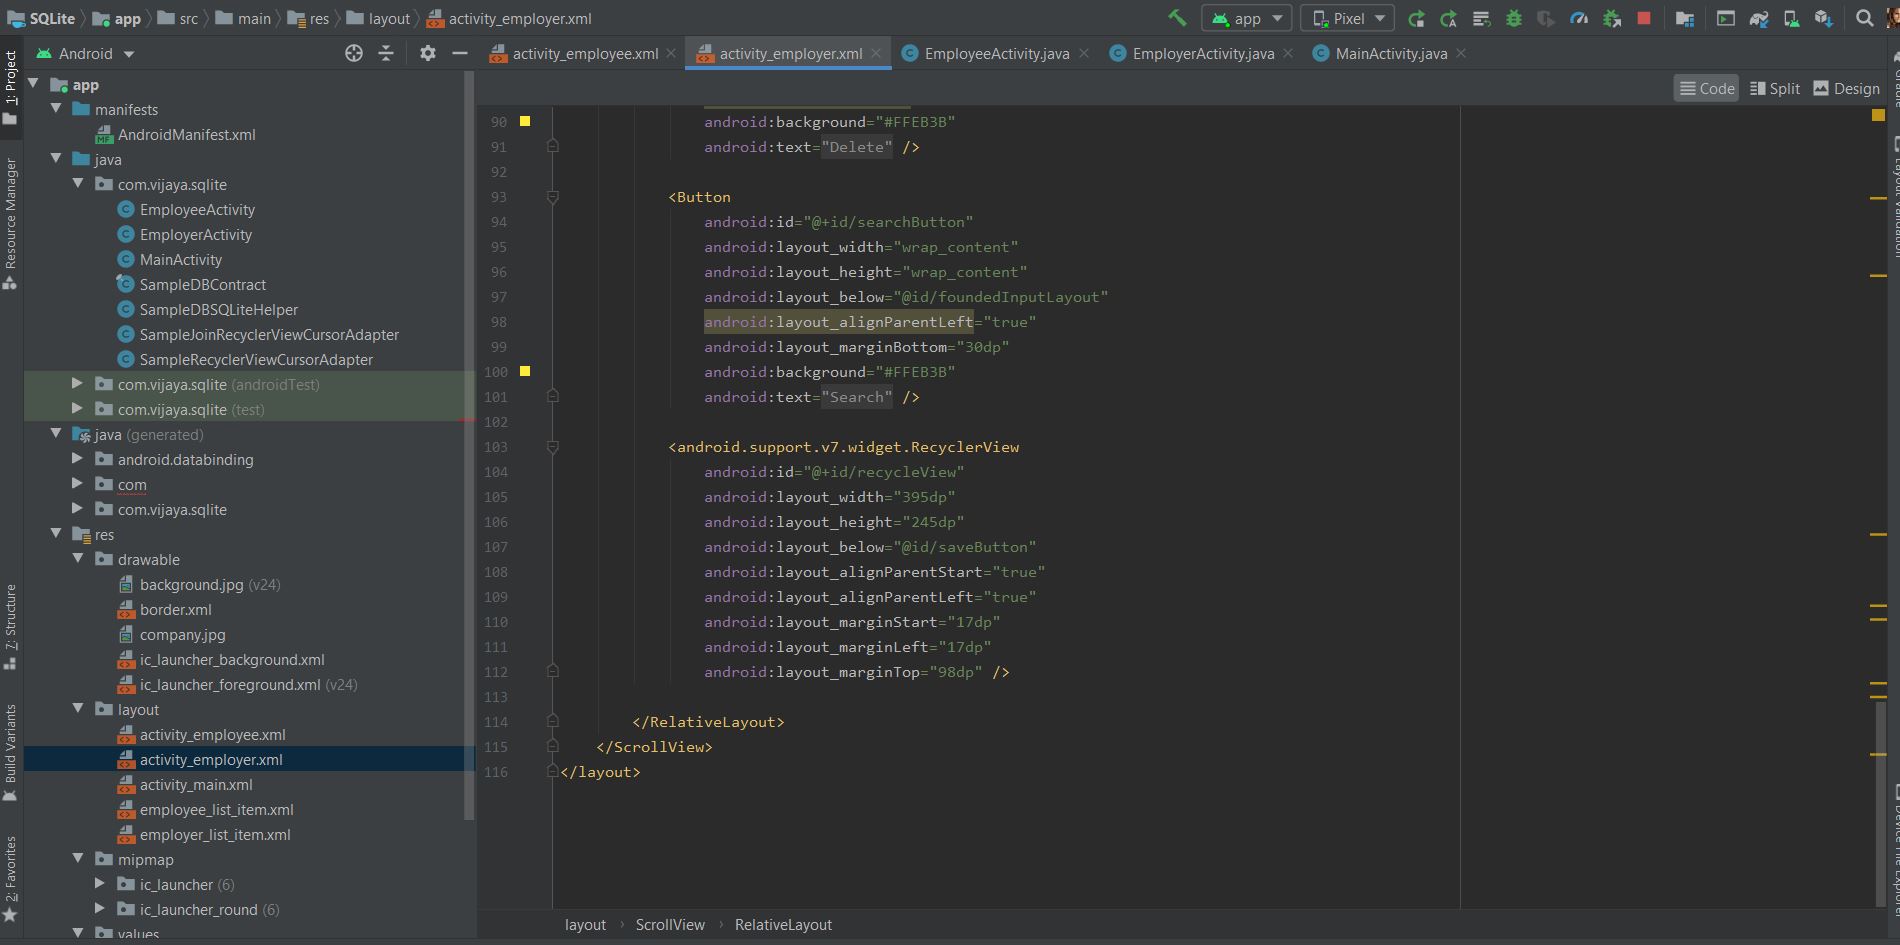 SQLite app src main res layout activity_employer.xml app Pixel
1: Project
Resource Manager
7: Structure
Build Variants
2: Favorites
Android
app
manifests
AndroidManifest.xml
java
com.vijaya.sqlite
EmployeeActivity
EmployerActivity
MainActivity
SampleDBContract
SampleDBSQLiteHelper
SampleJoinRecyclerViewCursorAdapter
SampleRecyclerViewCursorAdapter
com.vijaya.sqlite (androidTest)
com.vijaya.sqlite (test)
java (generated)
android.databinding
com
com.vijaya.sqlite
res
drawable
background.jpg (v24)
border.xml
company.jpg
ic_launcher_background.xml
ic_launcher_foreground.xml (v24)
layout
activity_employee.xml
activity_employer.xml
activity_main.xml
employee_list_item.xml
employer_list_item.xml
mipmap
ic_launcher (6)
ic_launcher_round (6)
values
activity_employee.xml activity_employer.xml EmployeeActivity.java EmployerActivity.java MainActivity.java
Code Split Design
90 android:background="#FFEB3B"
91 android:text="Delete" />
92
93 <Button
94 android:id="@+id/searchButton"
95 android:layout_width="wrap_content"
96 android:layout_height="wrap_content"
97 android:layout_below="@id/foundedInputLayout"
98 android:layout_alignParentLeft="true"
99 android:layout_marginBottom="30dp"
100 android:background="#FFEB3B"
101 android:text="Search" />
102
103 <android.support.v7.widget.RecyclerView
104 android:id="@+id/recycleView"
105 android:layout_width="395dp"
106 android:layout_height="245dp"
107 android:layout_below="@id/saveButton"
108 android:layout_alignParentStart="true"
109 android:layout_alignParentLeft="true"
110 android:layout_marginStart="17dp"
111 android:layout_marginLeft="17dp"
112 android:layout_marginTop="98dp" />
113
114 </RelativeLayout>
115 </ScrollView>
116 </layout>
layout ScrollView RelativeLayout